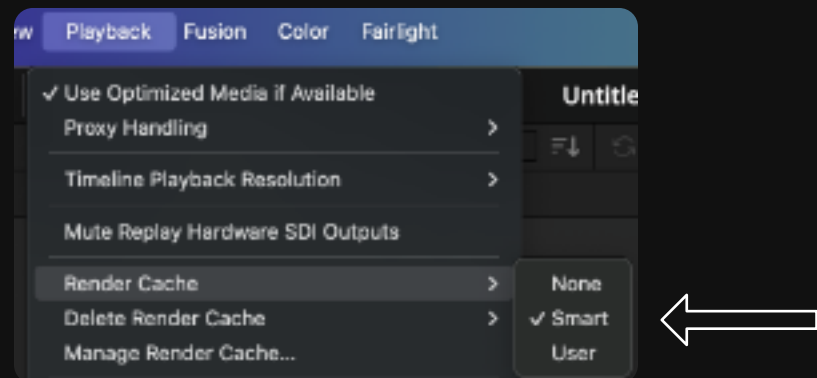 ew Playback Fusion Color Fairlight
Use Optimized Media if Available
Untitle
Proxy Handling
Timeline Playback Resolution
Mute Replay Hardware SDI Outputs
Render Cache
None
Delete Render Cache
Smart
Manage Render Cache...
User